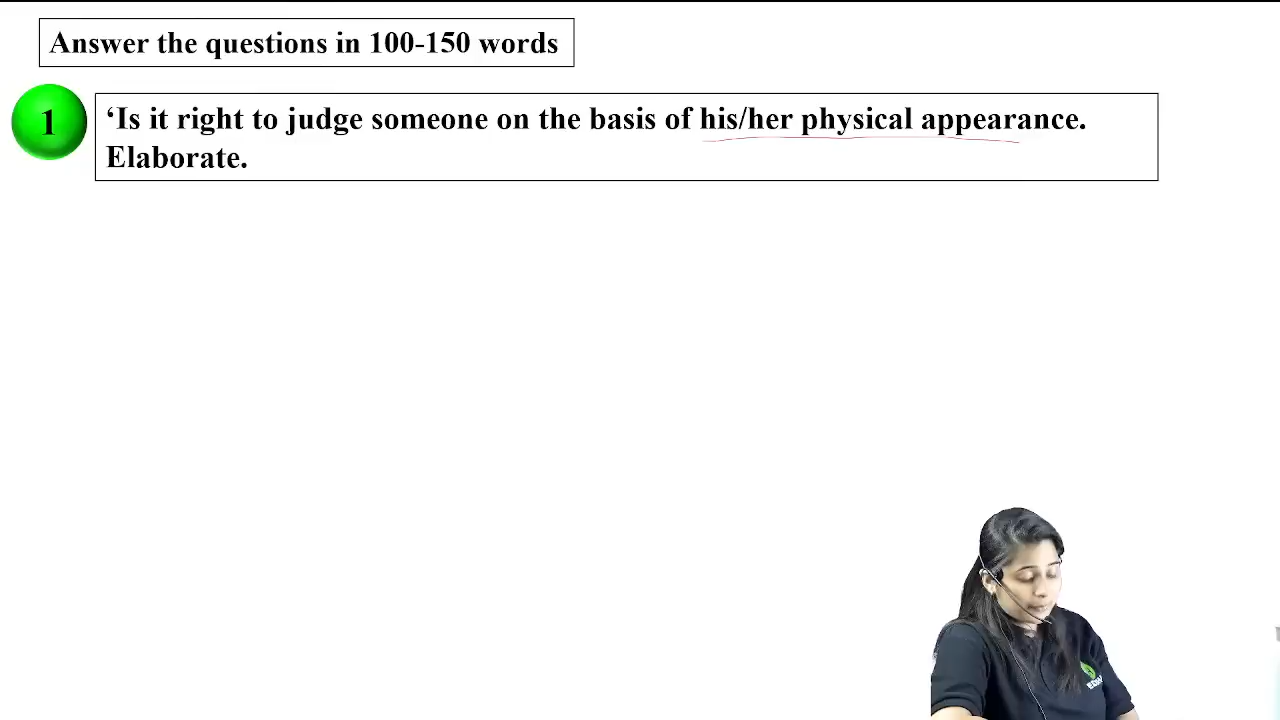 Answer the questions in 100-150 words
1
‘Is it right to judge someone on the basis of his/her physical appearance.
Elaborate.